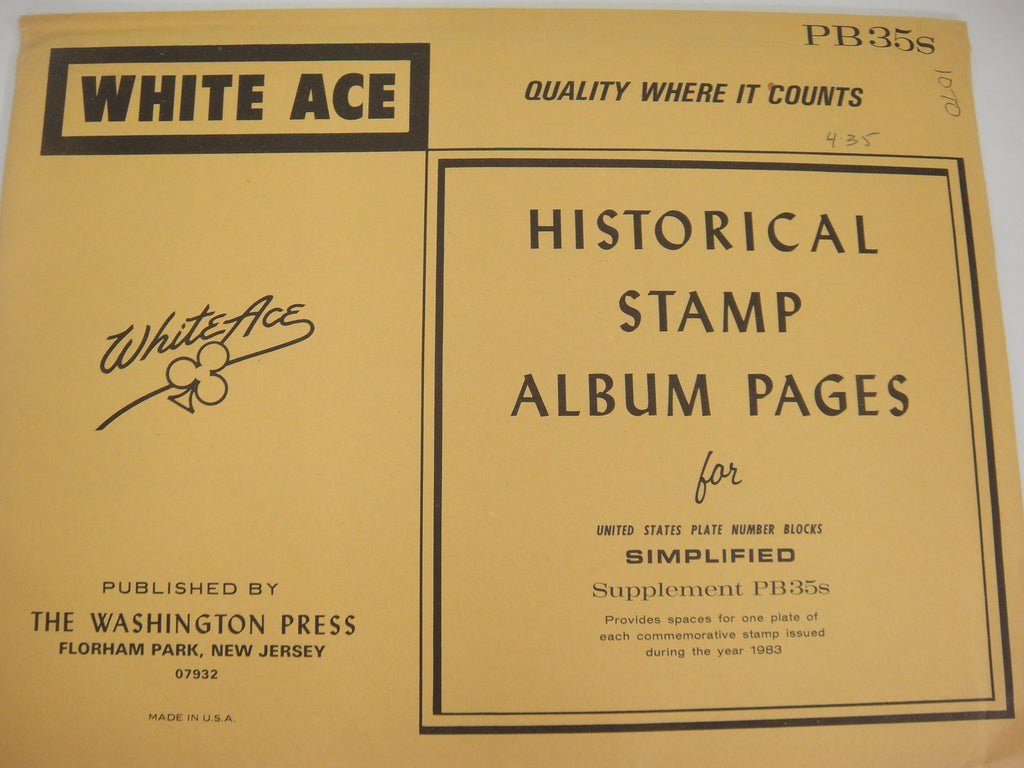 PB35s
WHITE ACE
QUALITY WHERE IT COUNTS
1070
4.35
HISTORICAL
STAMP
ALBUM PAGES
for
UNITED STATES PLATE NUMBER BLOCKS
SIMPLIFIED
Supplement PB35s
Provides spaces for one plate of
each commemorative stamp issued
during the year 1983
White Ace
PUBLISHED BY
THE WASHINGTON PRESS
FLORHAM PARK, NEW JERSEY
07932
MADE IN U.S.A.